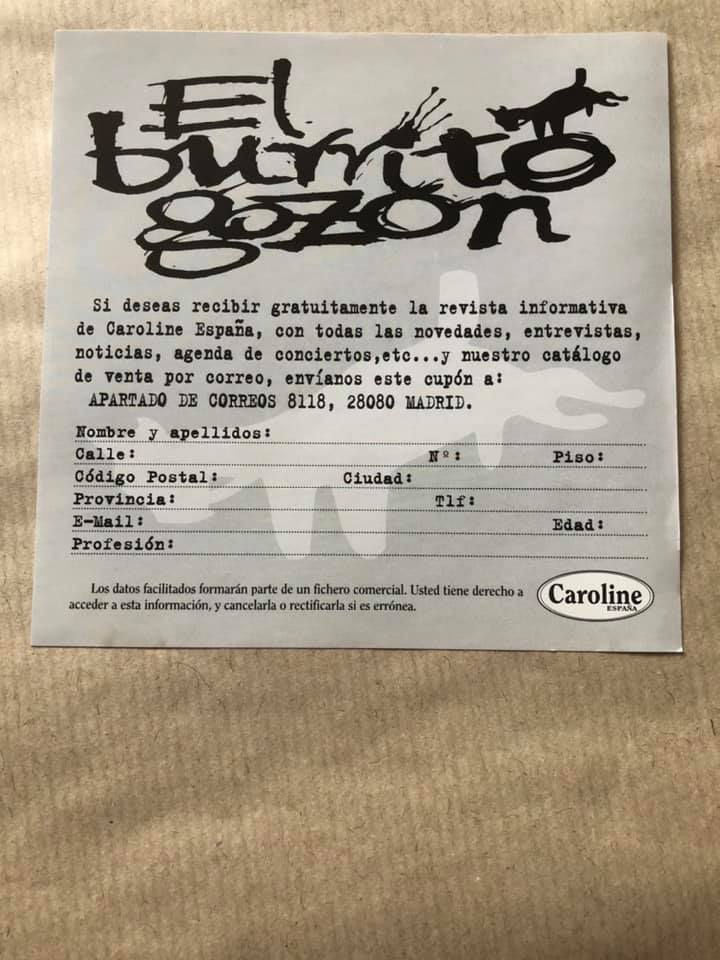 El
burrito
gozón
Si deseas recibir gratuitamente la revista informativa
de Caroline España, con todas las novedades, entrevistas,
noticias, agenda de conciertos,etc...y nuestro catálogo
de venta por correo, envíanos este cupón a:
APARTADO DE CORREOS 8118, 28080 MADRID.
Nombre y apellidos:
Calle: Nº: Piso:
Código Postal: Ciudad:
Provincia: Tlf:
E-Mail: Edad:
Profesión:
Los datos facilitados formarán parte de un fichero comercial. Usted tiene derecho a
acceder a esta información, y cancelarla o rectificarla si es errónea.
Caroline
ESPAÑA